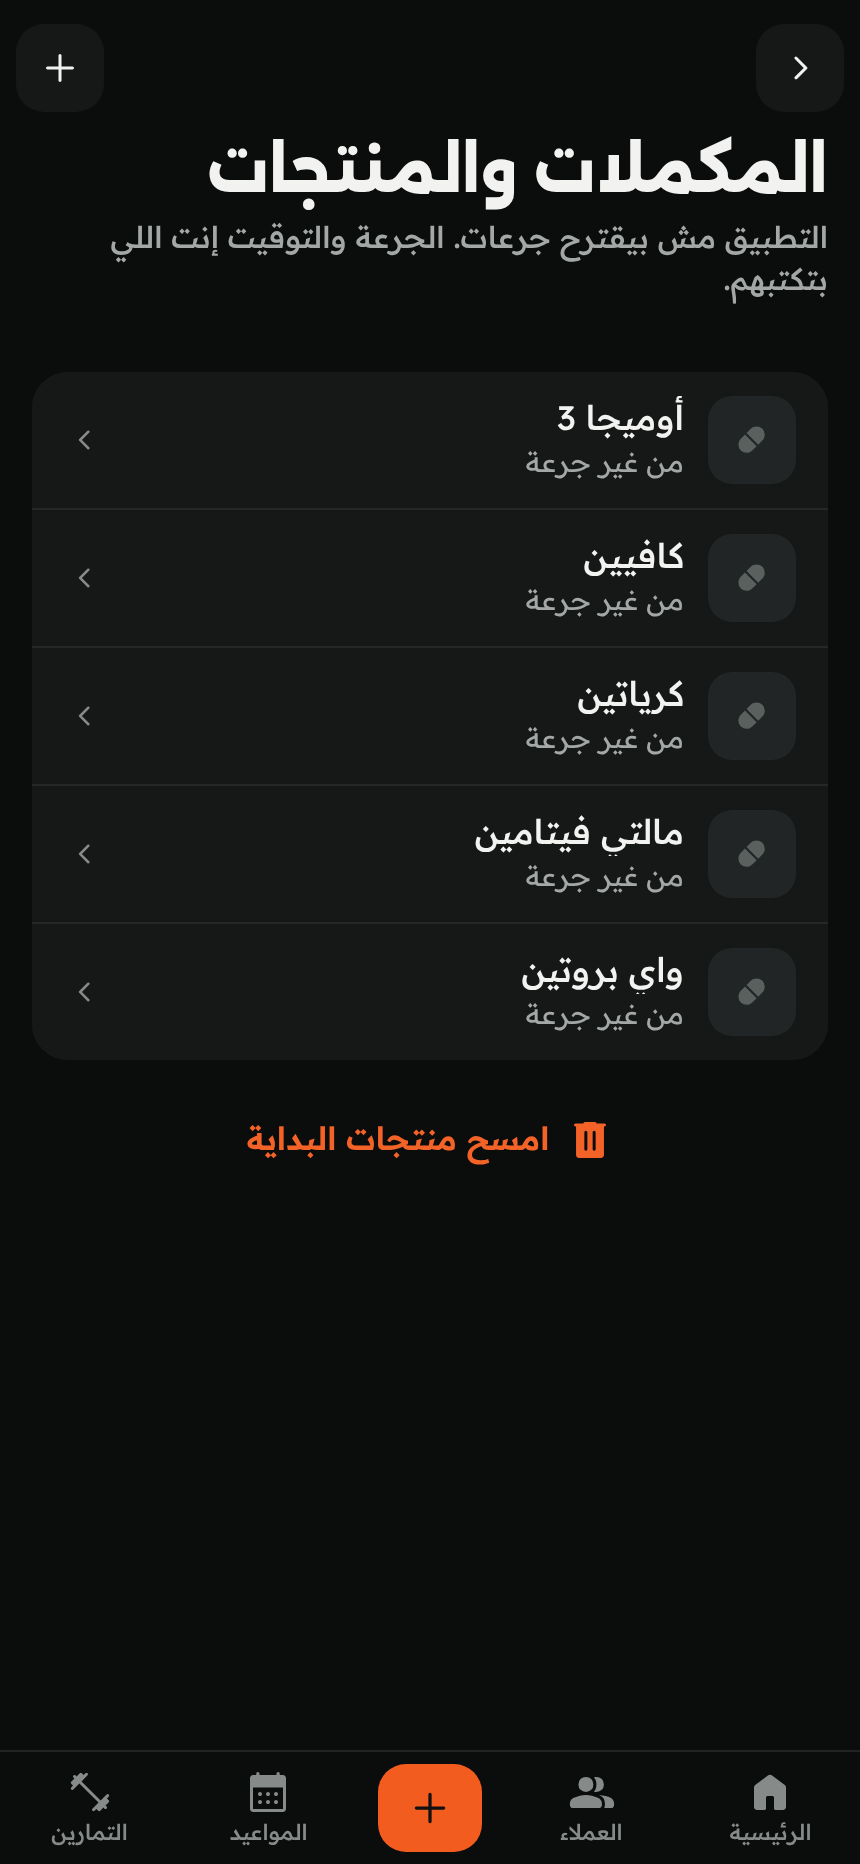 المكملات والمنتجات
التطبيق مش بيقترح جرعات. الجرعة والتوقيت إنت اللي
بتكتبهم.
أوميجا 3
من غير جرعة
كافيين
من غير جرعة
كرياتين
من غير جرعة
مالتي فيتامين
من غير جرعة
واي بروتين
من غير جرعة
امسح منتجات البداية
الرئيسية
العملاء
المواعيد
التمارين